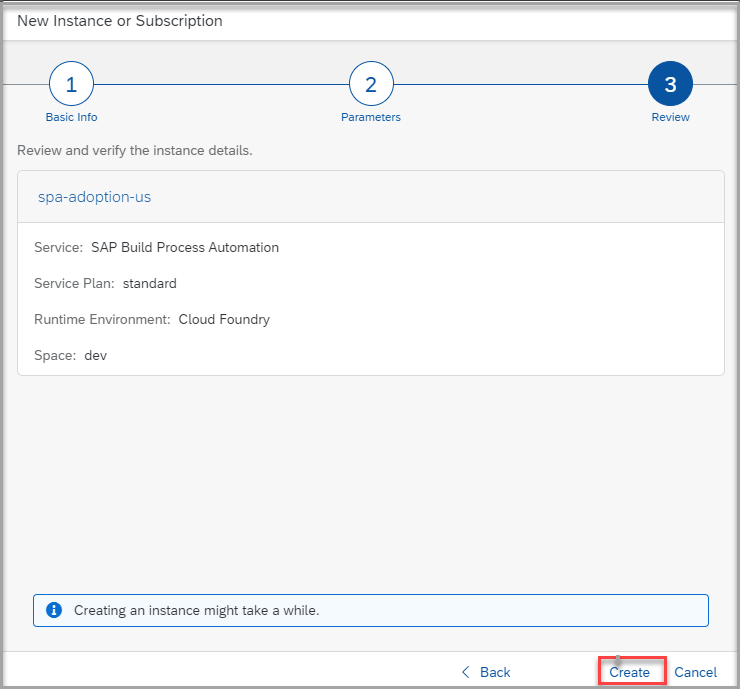 New Instance or Subscription
1
2
3
Basic Info
Parameters
Review
Review and verify the instance details.
spa-adoption-us
Service: SAP Build Process Automation
Service Plan: standard
Runtime Environment: Cloud Foundry
Space: dev
Creating an instance might take a while.
Back
Create
Cancel